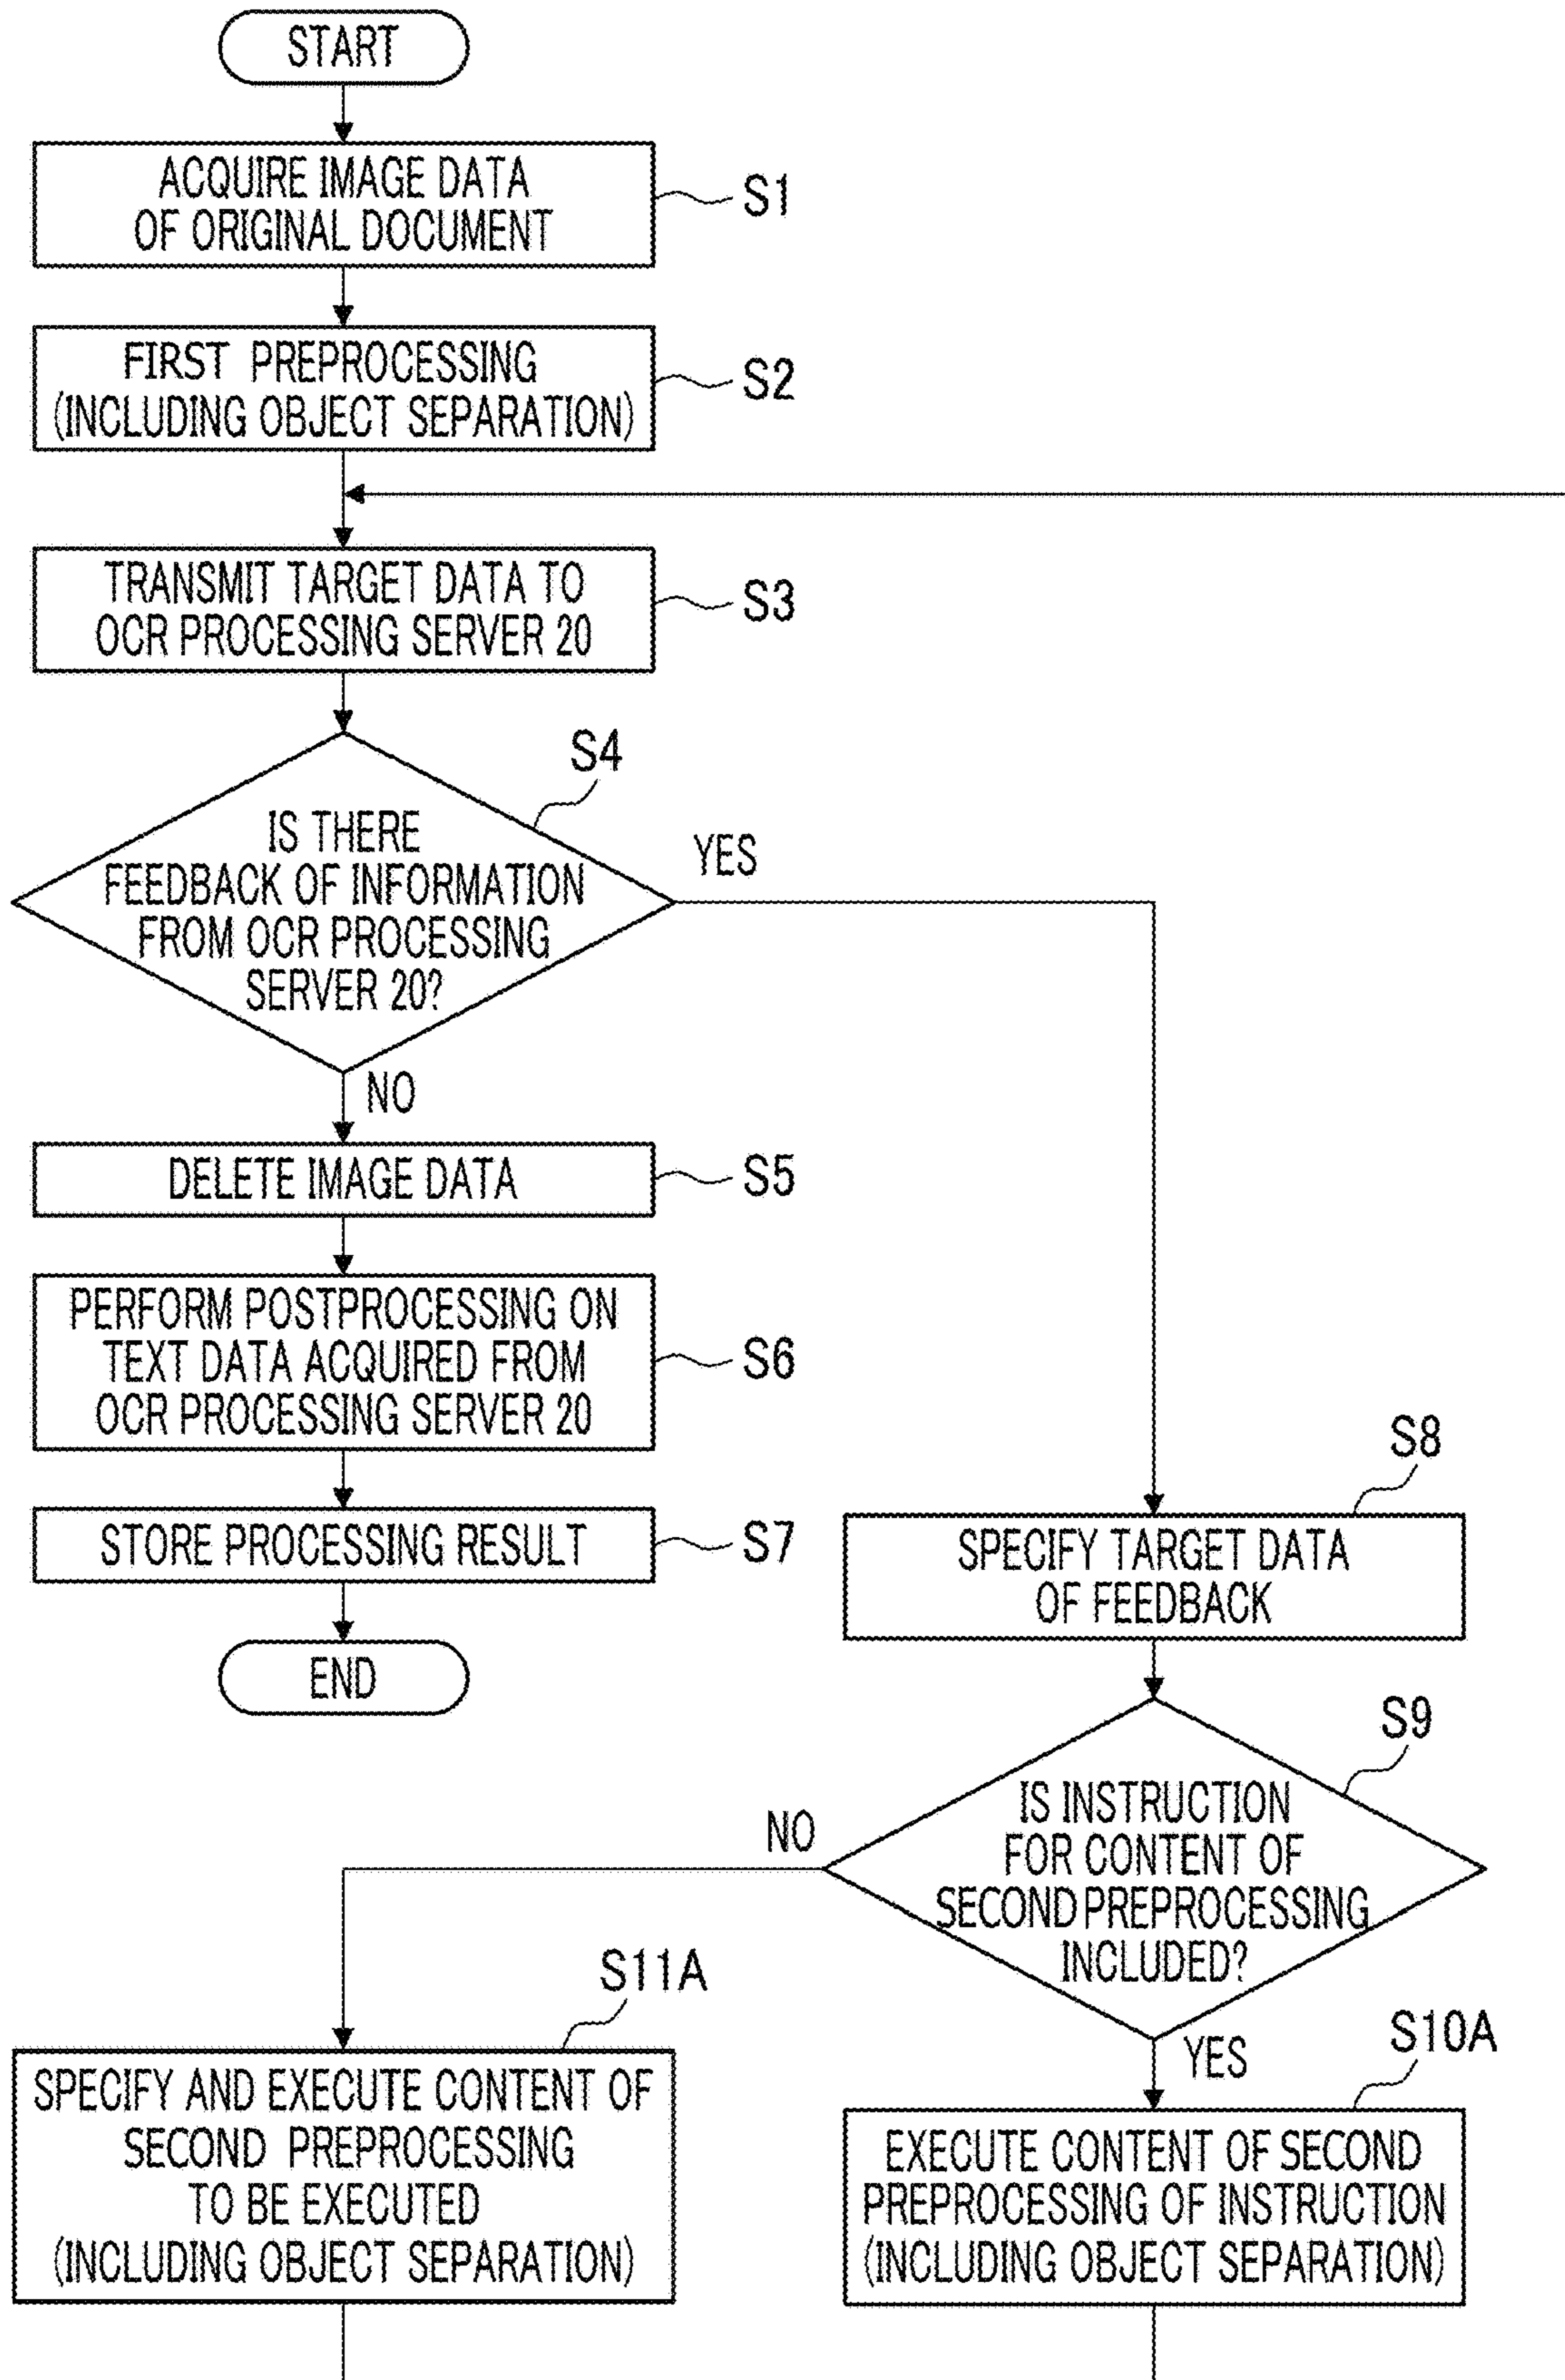 START
ACQUIRE IMAGE DATA
OF ORIGINAL DOCUMENT
S1
FIRST PREPROCESSING
(INCLUDING OBJECT SEPARATION)
S2
TRANSMIT TARGET DATA TO
OCR PROCESSING SERVER 20
S3
S4
IS THERE
FEEDBACK OF INFORMATION
FROM OCR PROCESSING
SERVER 20?
YES
NO
DELETE IMAGE DATA
S5
PERFORM POSTPROCESSING ON
TEXT DATA ACQUIRED FROM
OCR PROCESSING SERVER 20
S6
STORE PROCESSING RESULT
S7
END
S8
SPECIFY TARGET DATA
OF FEEDBACK
S9
IS INSTRUCTION
FOR CONTENT OF
SECOND PREPROCESSING
INCLUDED?
NO
YES
S11A
SPECIFY AND EXECUTE CONTENT OF
SECOND PREPROCESSING
TO BE EXECUTED
(INCLUDING OBJECT SEPARATION)
S10A
EXECUTE CONTENT OF SECOND
PREPROCESSING OF INSTRUCTION
(INCLUDING OBJECT SEPARATION)